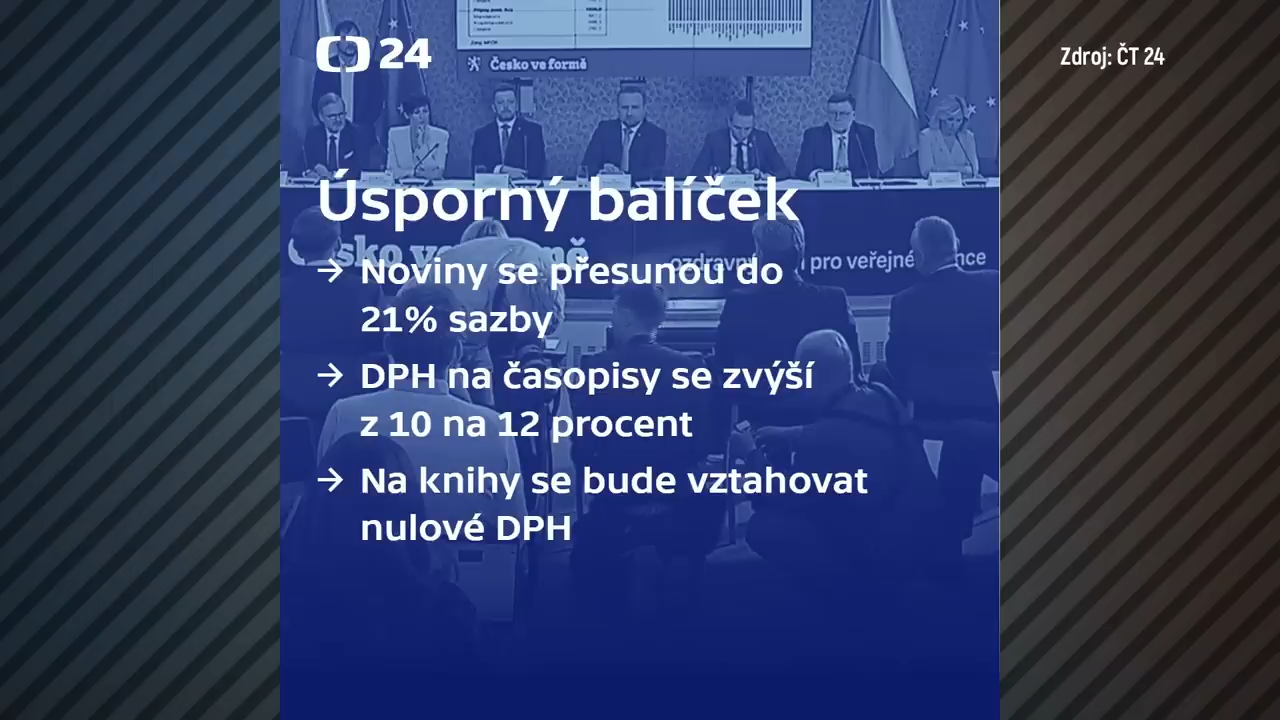 24
Zdroj: ČT 24
Česko ve formě
Úsporný balíček
→ Noviny se přesunou do
21% sazby
→ DPH na časopisy se zvýší
z 10 na 12 procent
→ Na knihy se bude vztahovat
nulové DPH
pro veřejné